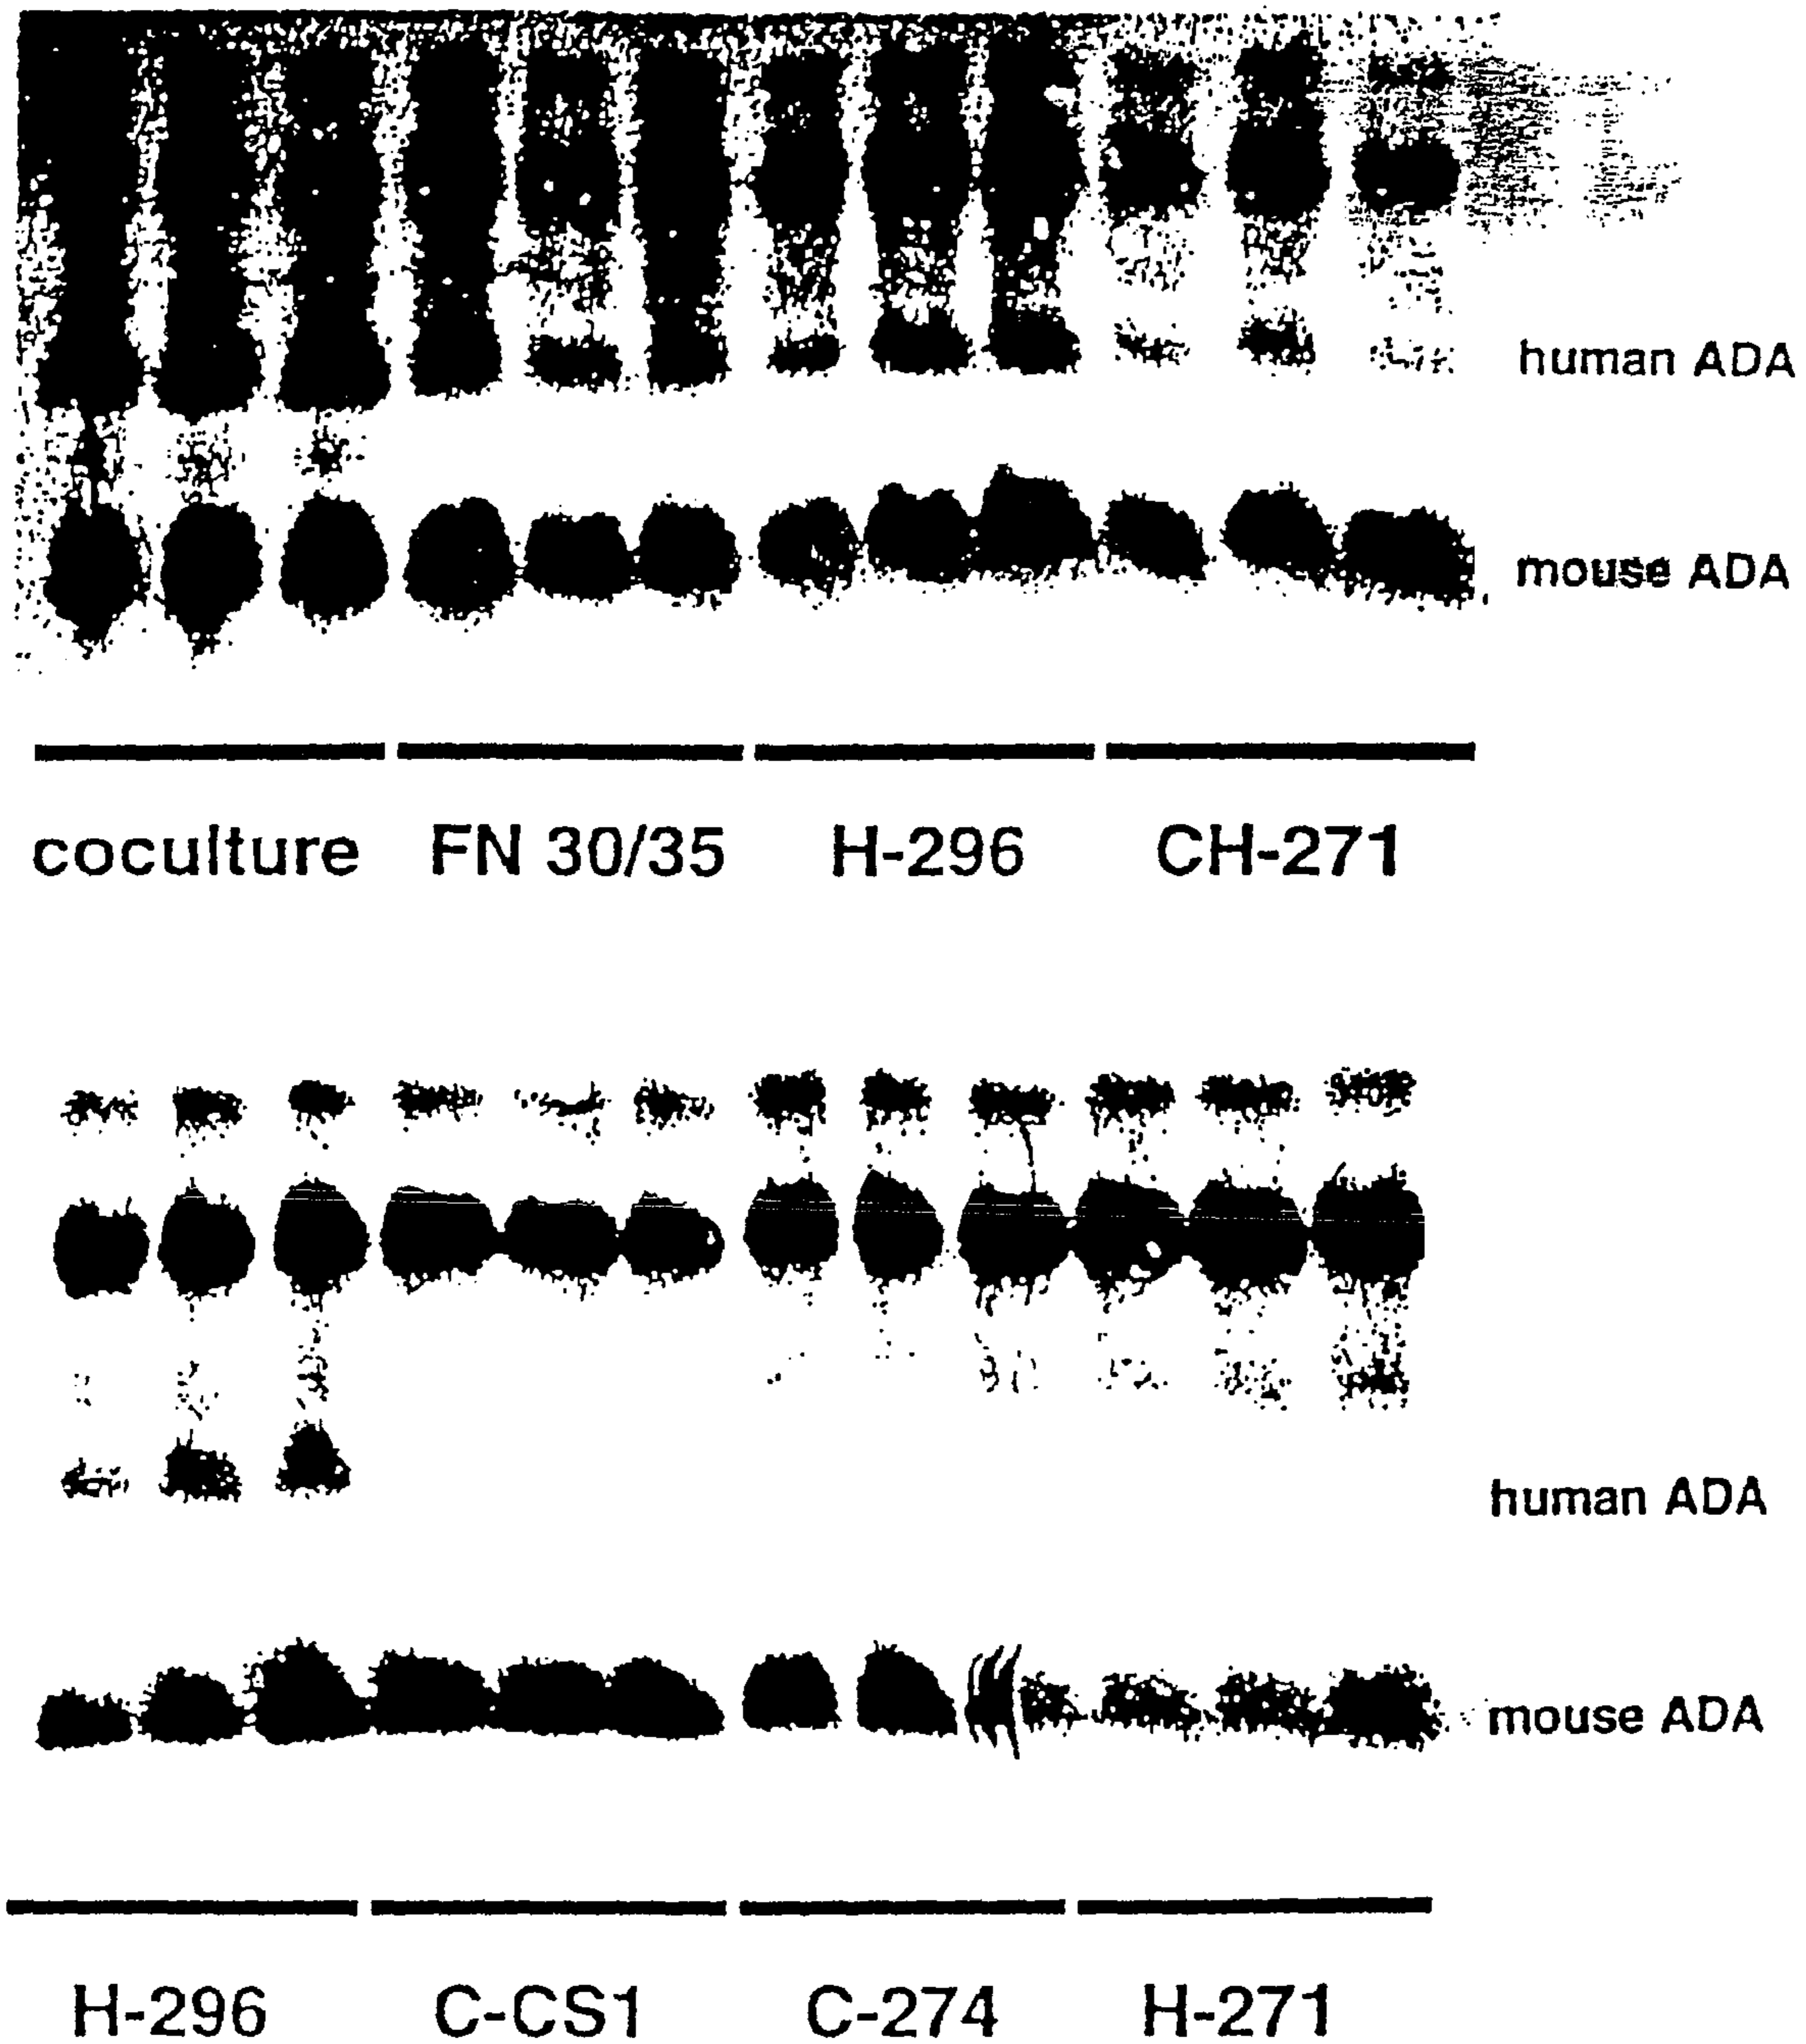 human ADA
mouse ADA
coculture FN 30/35 H-296 CH-271
human ADA
mouse ADA
H-296 C-CS1 C-274 H-271